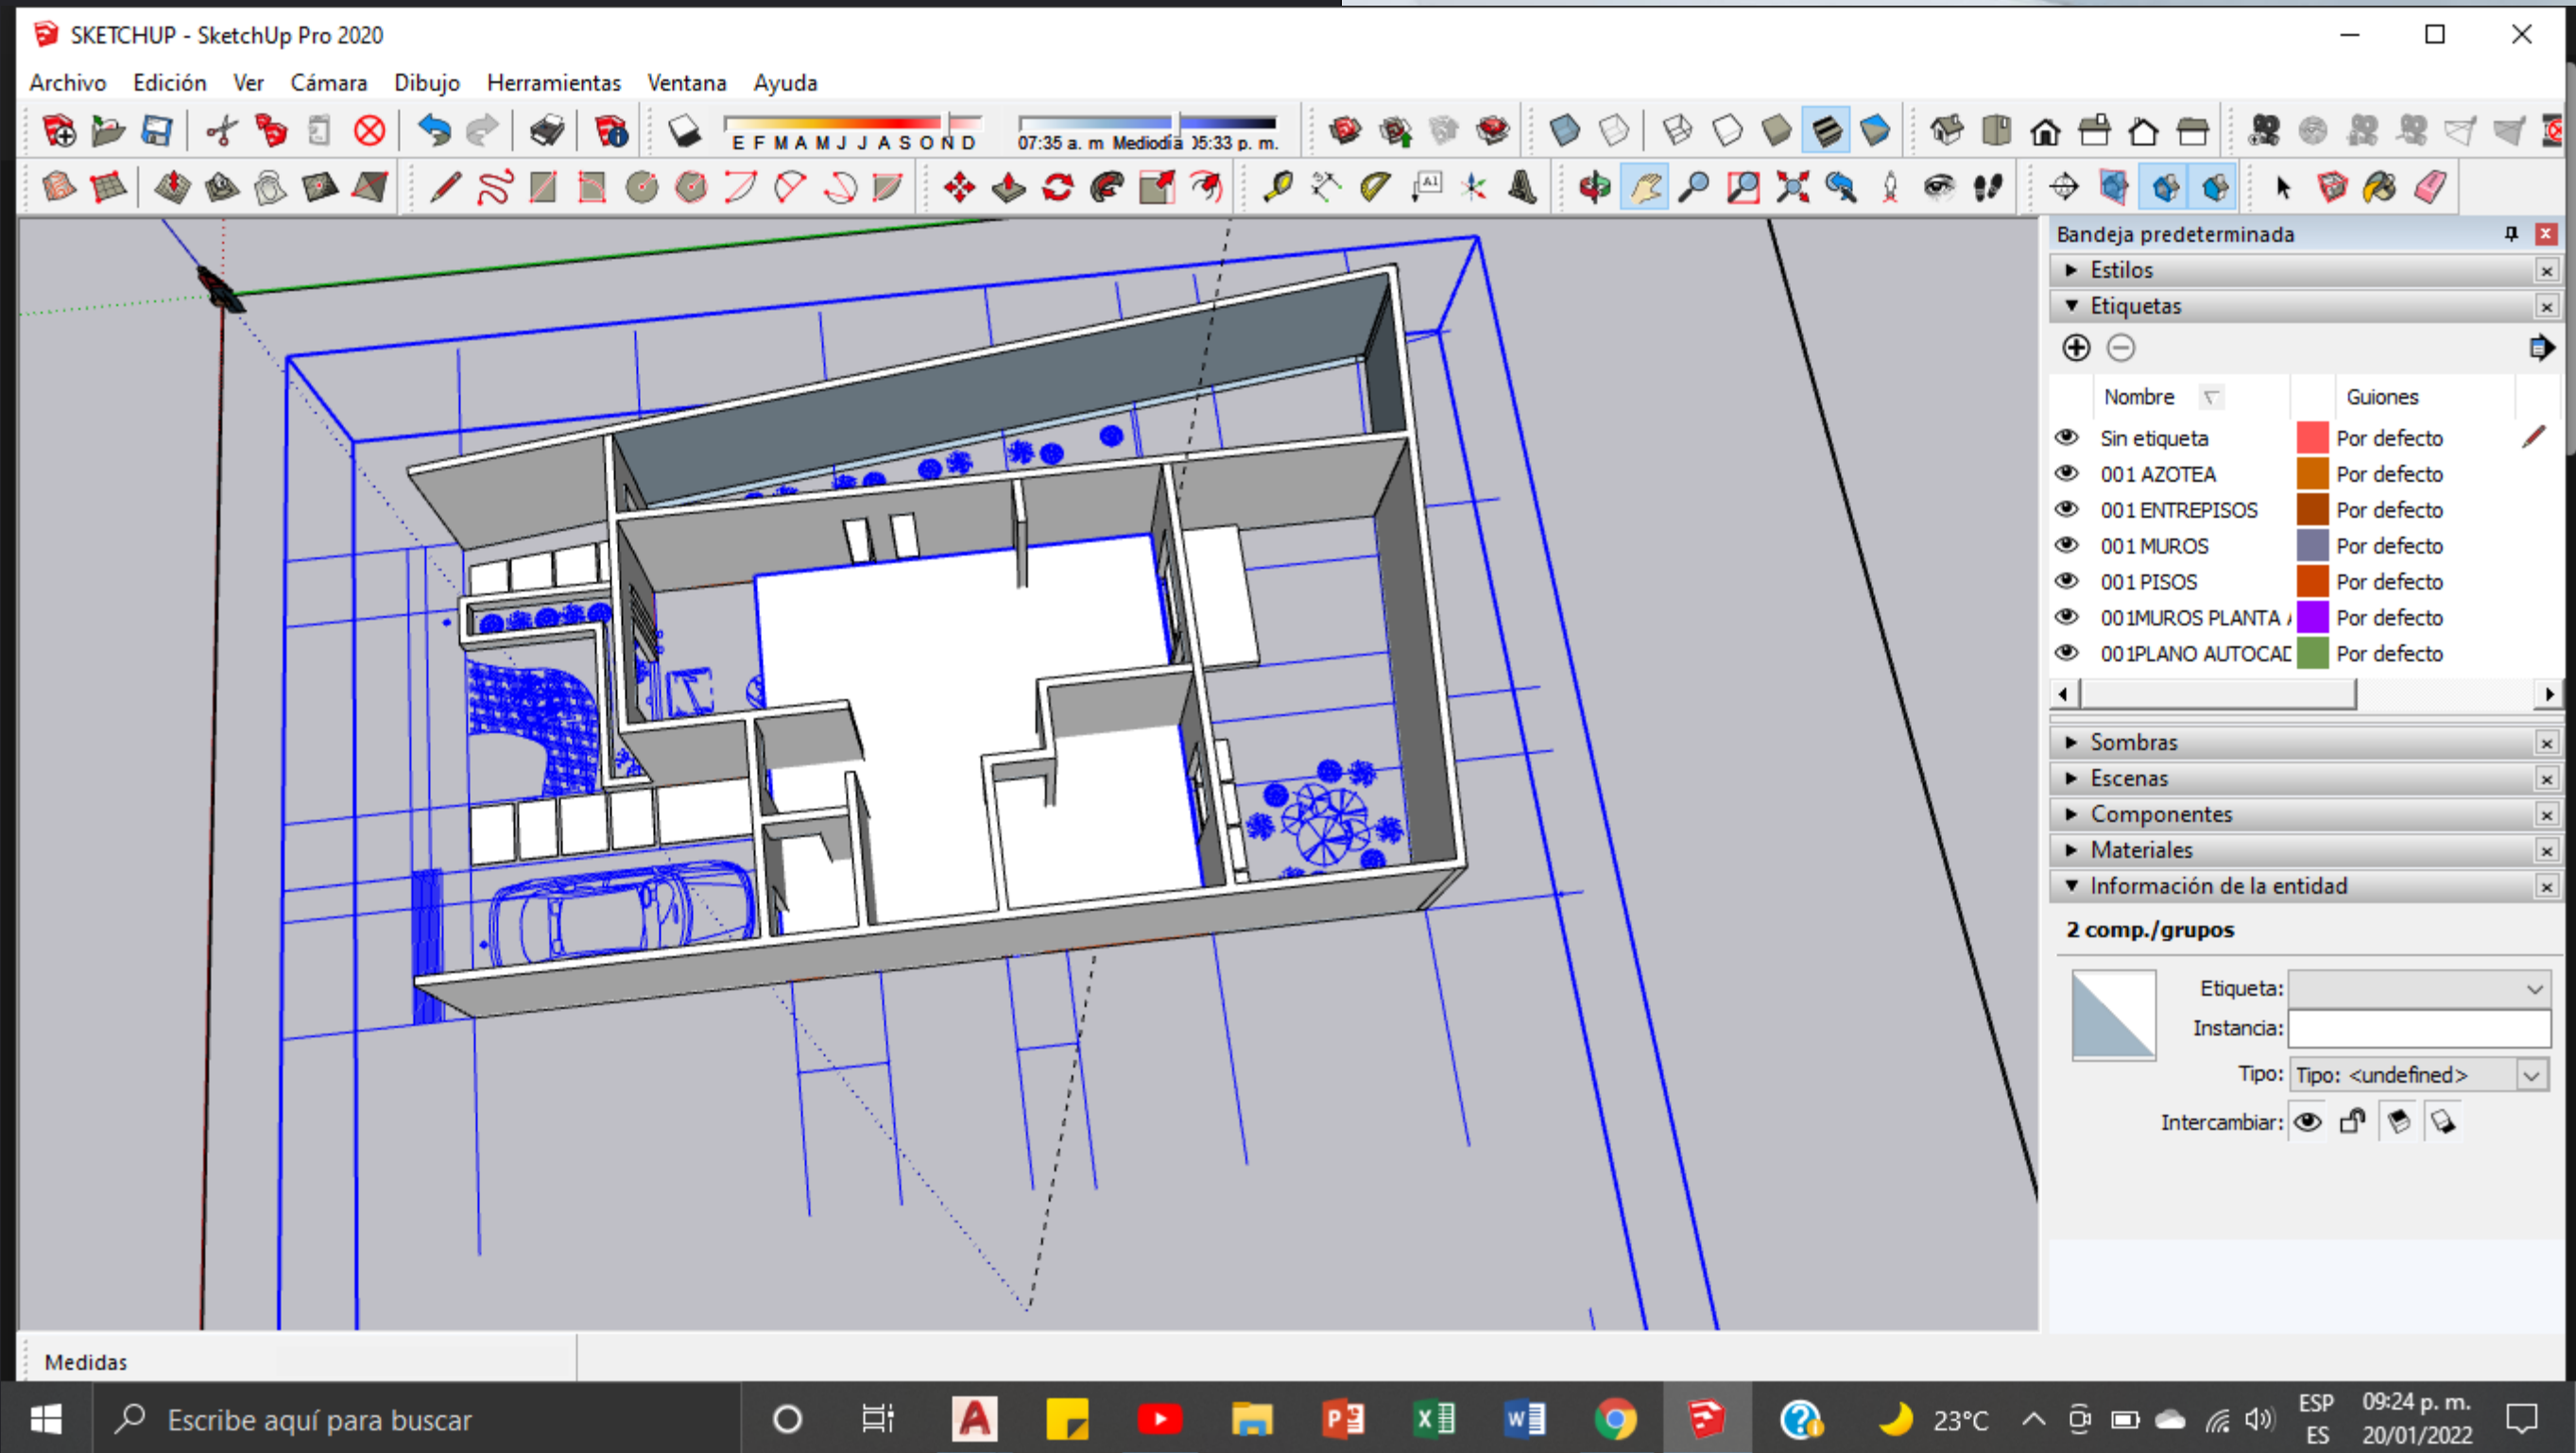 SKETCHUP - SketchUp Pro 2020
Archivo Edición Ver Cámara Dibujo Herramientas Ventana Ayuda
E F M A M J J A S O N D
07:35 a. m Mediodía 05:33 p. m.
A1
Bandeja predeterminada
Estilos
Etiquetas
Nombre Guiones
Sin etiqueta Por defecto
001 AZOTEA Por defecto
001 ENTREPISOS Por defecto
001 MUROS Por defecto
001 PISOS Por defecto
001MUROS PLANTA Por defecto
001PLANO AUTOCAD Por defecto
Sombras
Escenas
Componentes
Materiales
Información de la entidad
2 comp./grupos
Etiqueta:
Instancia:
Tipo: Tipo: <undefined>
Intercambiar:
Medidas
Escribe aquí para buscar
23°C
ESP
ES
09:24 p. m.
20/01/2022